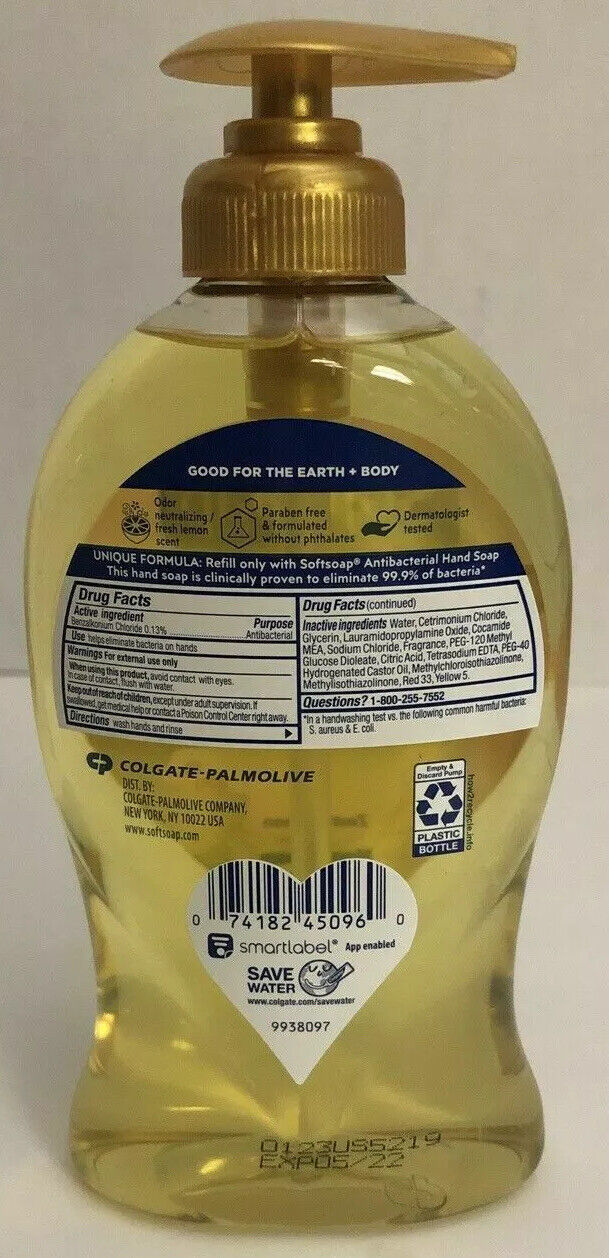 GOOD FOR THE EARTH + BODY
Odor
neutralizing /
fresh lemon
scent
Paraben free
& formulated
without phthalates
Dermatologist
tested
UNIQUE FORMULA: Refill only with Softsoap® Antibacterial Hand Soap
This hand soap is clinically proven to eliminate 99.9% of bacteria*
Drug Facts
Active ingredient Purpose
Benzalkonium Chloride 0.13% Antibacterial
Use helps eliminate bacteria on hands
Warnings For external use only
When using this product, avoid contact with eyes.
In case of contact, flush with water.
Keep out of reach of children, except under adult supervision. If
swallowed, get medical help or contact a Poison Control Center right away.
Directions wash hands and rinse
Drug Facts (continued)
Inactive ingredients Water, Cetrimonium Chloride,
Glycerin, Lauramidopropylamine Oxide, Cocamide
MEA, Sodium Chloride, Fragrance, PEG-120 Methyl
Glucose Dioleate, Citric Acid, Tetrasodium EDTA, PEG-40
Hydrogenated Castor Oil, Methylchloroisothiazolinone,
Methylisothiazolinone, Red 33, Yellow 5.
Questions? 1-800-255-7552
*In a handwashing test vs. the following common harmful bacteria:
S. aureus & E. coli.
CP COLGATE-PALMOLIVE
DIST. BY:
COLGATE-PALMOLIVE COMPANY,
NEW YORK, NY 10022 USA
www.softsoap.com
Empty &
Discard Pump
PLASTIC
BOTTLE
how2recycle.info
0 74182 45096 0
smartlabel® App enabled
SAVE
WATER
www.colgate.com/savewater
9938097
0123US5219
EXP05/22